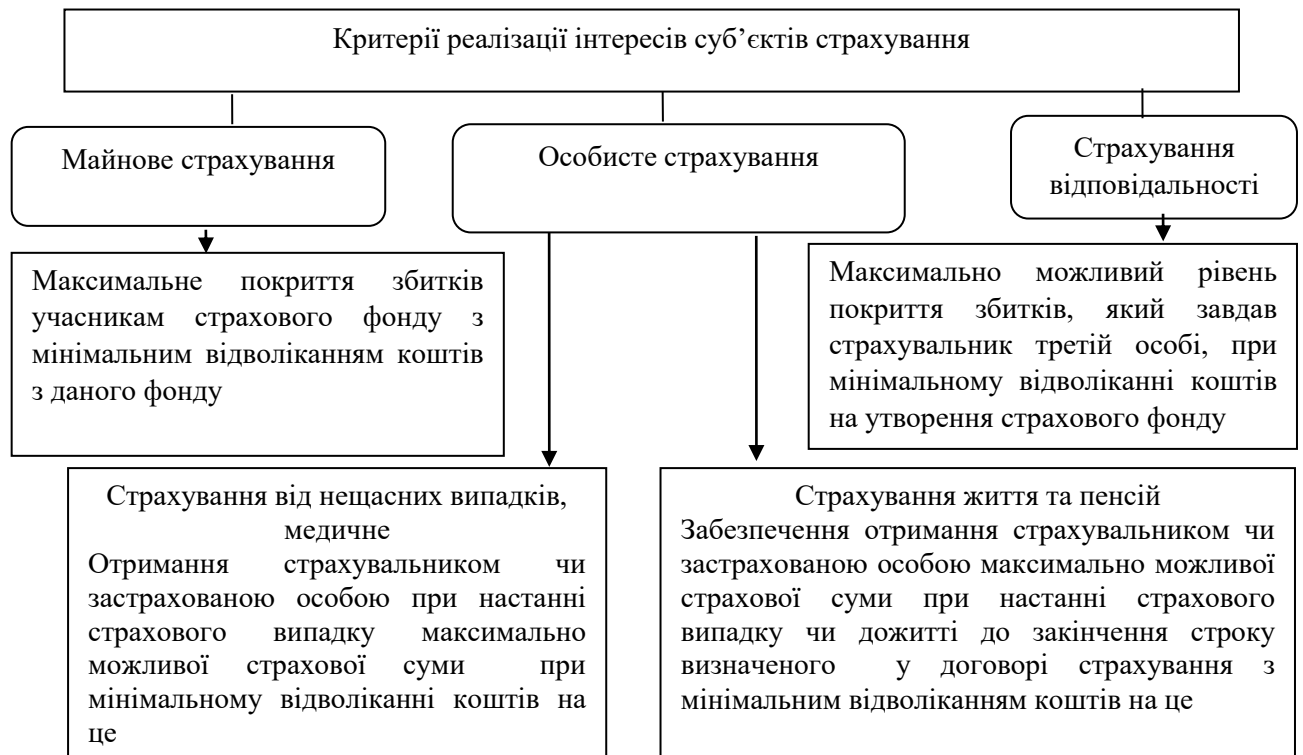 Критерії реалізації інтересів суб’єктів страхування
Майнове страхування
Особисте страхування
Страхування
відповідальності
Максимальне покриття збитків
учасникам страхового фонду з
мінімальним відволіканням коштів
з даного фонду
Максимально можливий рівень
покриття збитків, який завдав
страхувальник третій особі, при
мінімальному відволіканні коштів
на утворення страхового фонду
Страхування від нещасних випадків,
медичне
Отримання страхувальником чи
застрахованою особою при настанні
страхового випадку максимально
можливої страхової суми при
мінімальному відволіканні коштів на
це
Страхування життя та пенсій
Забезпечення отримання страхувальником чи
застрахованою особою максимально можливої
страхової суми при настанні страхового
випадку чи дожитті до закінчення строку
визначеного у договорі страхування з
мінімальним відволіканням коштів на це